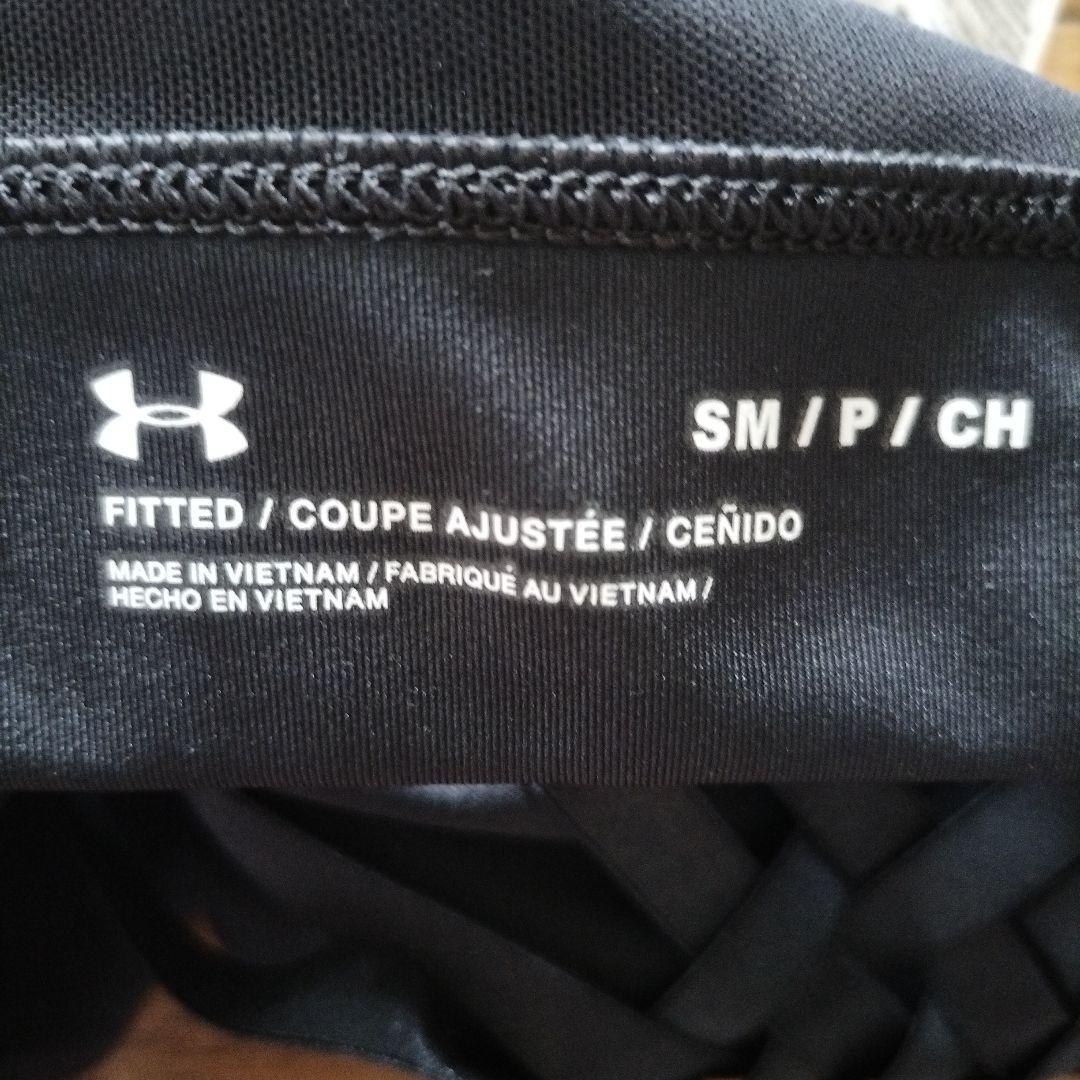 SM / P / CH
FITTED / COUPE AJUSTÉE / CEÑIDO
MADE IN VIETNAM / FABRIQUÉ AU VIETNAM /
HECHO EN VIETNAM